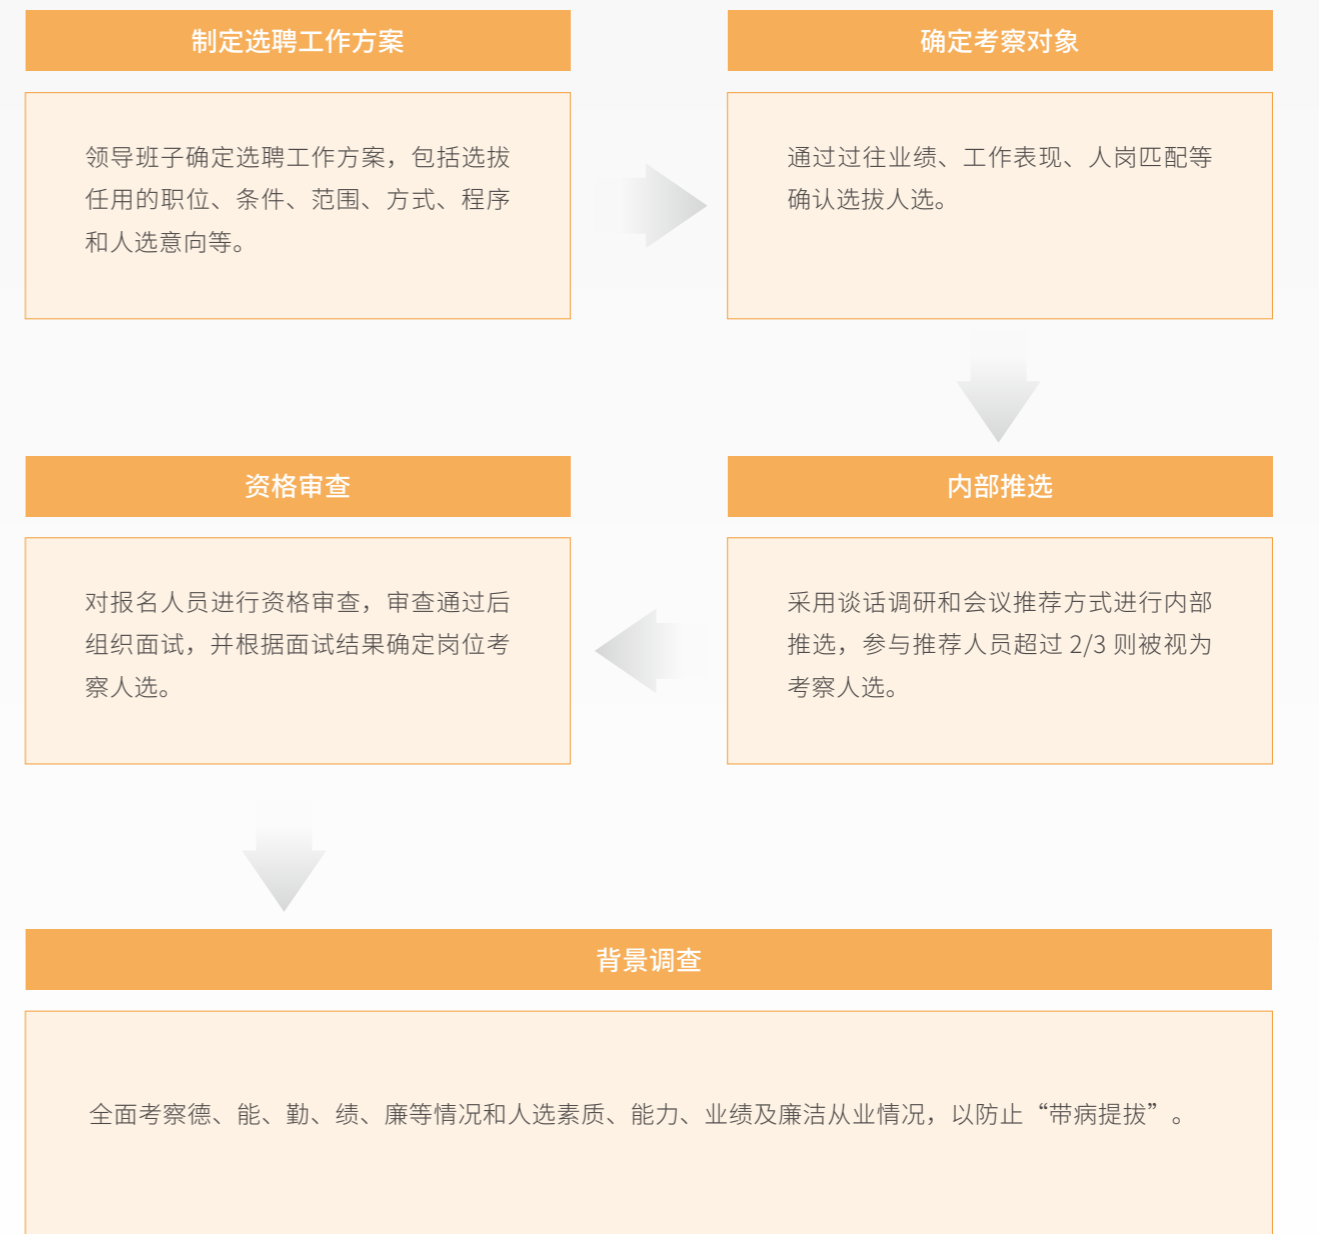 制定选聘工作方案
领导班子确定选聘工作方案，包括选拔
任用的职位、条件、范围、方式、程序
和人选意向等。
确定考察对象
通过过往业绩、工作表现、人岗匹配等
确认选拔人选。
内部推选
采用谈话调研和会议推荐方式进行内部
推选，参与推荐人员超过 2/3 则被视为
考察人选。
资格审查
对报名人员进行资格审查，审查通过后
组织面试，并根据面试结果确定岗位考
察人选。
背景调查
全面考察德、能、勤、绩、廉等情况和人选素质、能力、业绩及廉洁从业情况，以防止“带病提拔”。